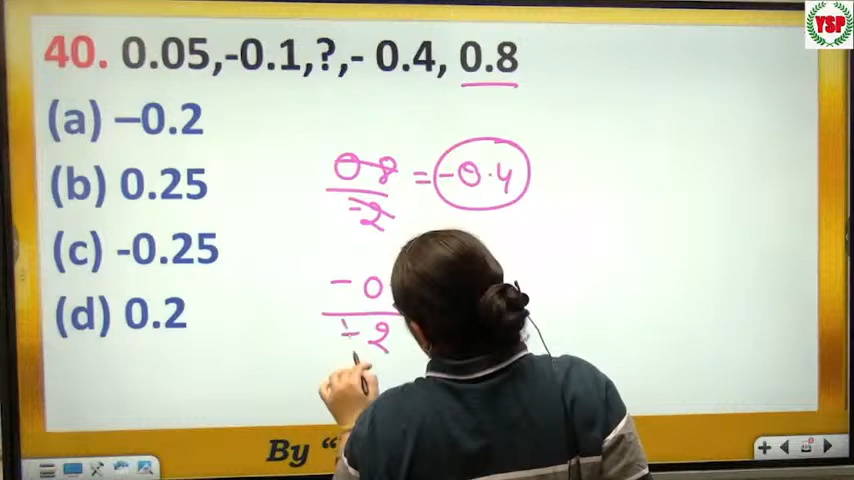 YSP
40. 0.05,-0.1,?,- 0.4, 0.8
(a) –0.2
(b) 0.25
(c) -0.25
(d) 0.2
0 8
-2
= -0.4
- 0
- 2
By “